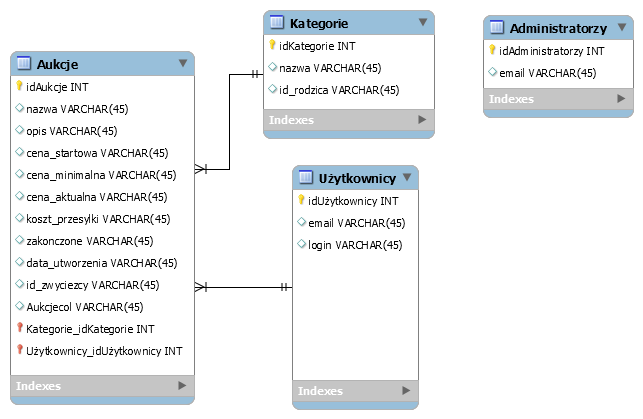 Aukcje
idAukcje INT
nazwa VARCHAR(45)
opis VARCHAR(45)
cena_startowa VARCHAR(45)
cena_minimalna VARCHAR(45)
cena_aktualna VARCHAR(45)
koszt_przesylki VARCHAR(45)
zakonczone VARCHAR(45)
data_utworzenia VARCHAR(45)
id_zwyciezcy VARCHAR(45)
Aukcjecol VARCHAR(45)
Kategorie_idKategorie INT
Użytkownicy_idUżytkownicy INT
Indexes
Kategorie
idKategorie INT
nazwa VARCHAR(45)
id_rodzica VARCHAR(45)
Indexes
Użytkownicy
idUżytkownicy INT
email VARCHAR(45)
login VARCHAR(45)
Indexes
Administratorzy
idAdministratorzy INT
email VARCHAR(45)
Indexes